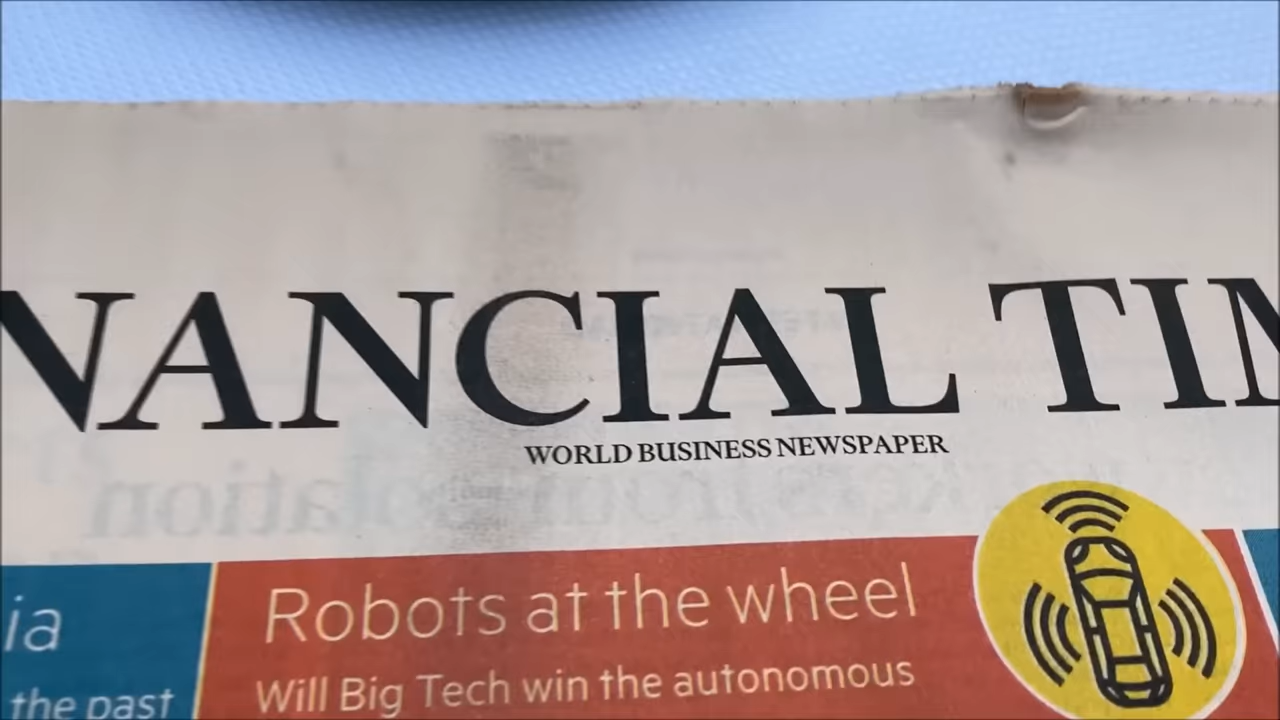 NANCIAL TIM
WORLD BUSINESS NEWSPAPER
ia
the past
Robots at the wheel
Will Big Tech win the autonomous